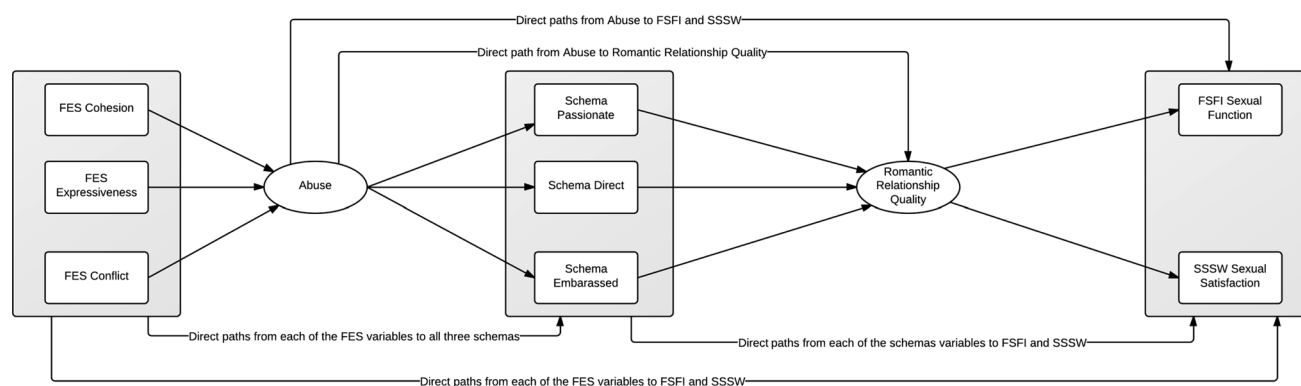 Direct paths from Abuse to FSFI and SSSW
Direct path from Abuse to Romantic Relationship Quality
FES Cohesion
FES
Expressiveness
FES Conflict
Abuse
Schema
Passionate
Schema Direct
Schema
Embarassed
Romantic
Relationship
Quality
FSFI Sexual
Function
SSSW Sexual
Satisfaction
Direct paths from each of the FES variables to all three schemas
Direct paths from each of the schemas variables to FSFI and SSSW
Direct paths from each of the FES variables to FSFI and SSSW